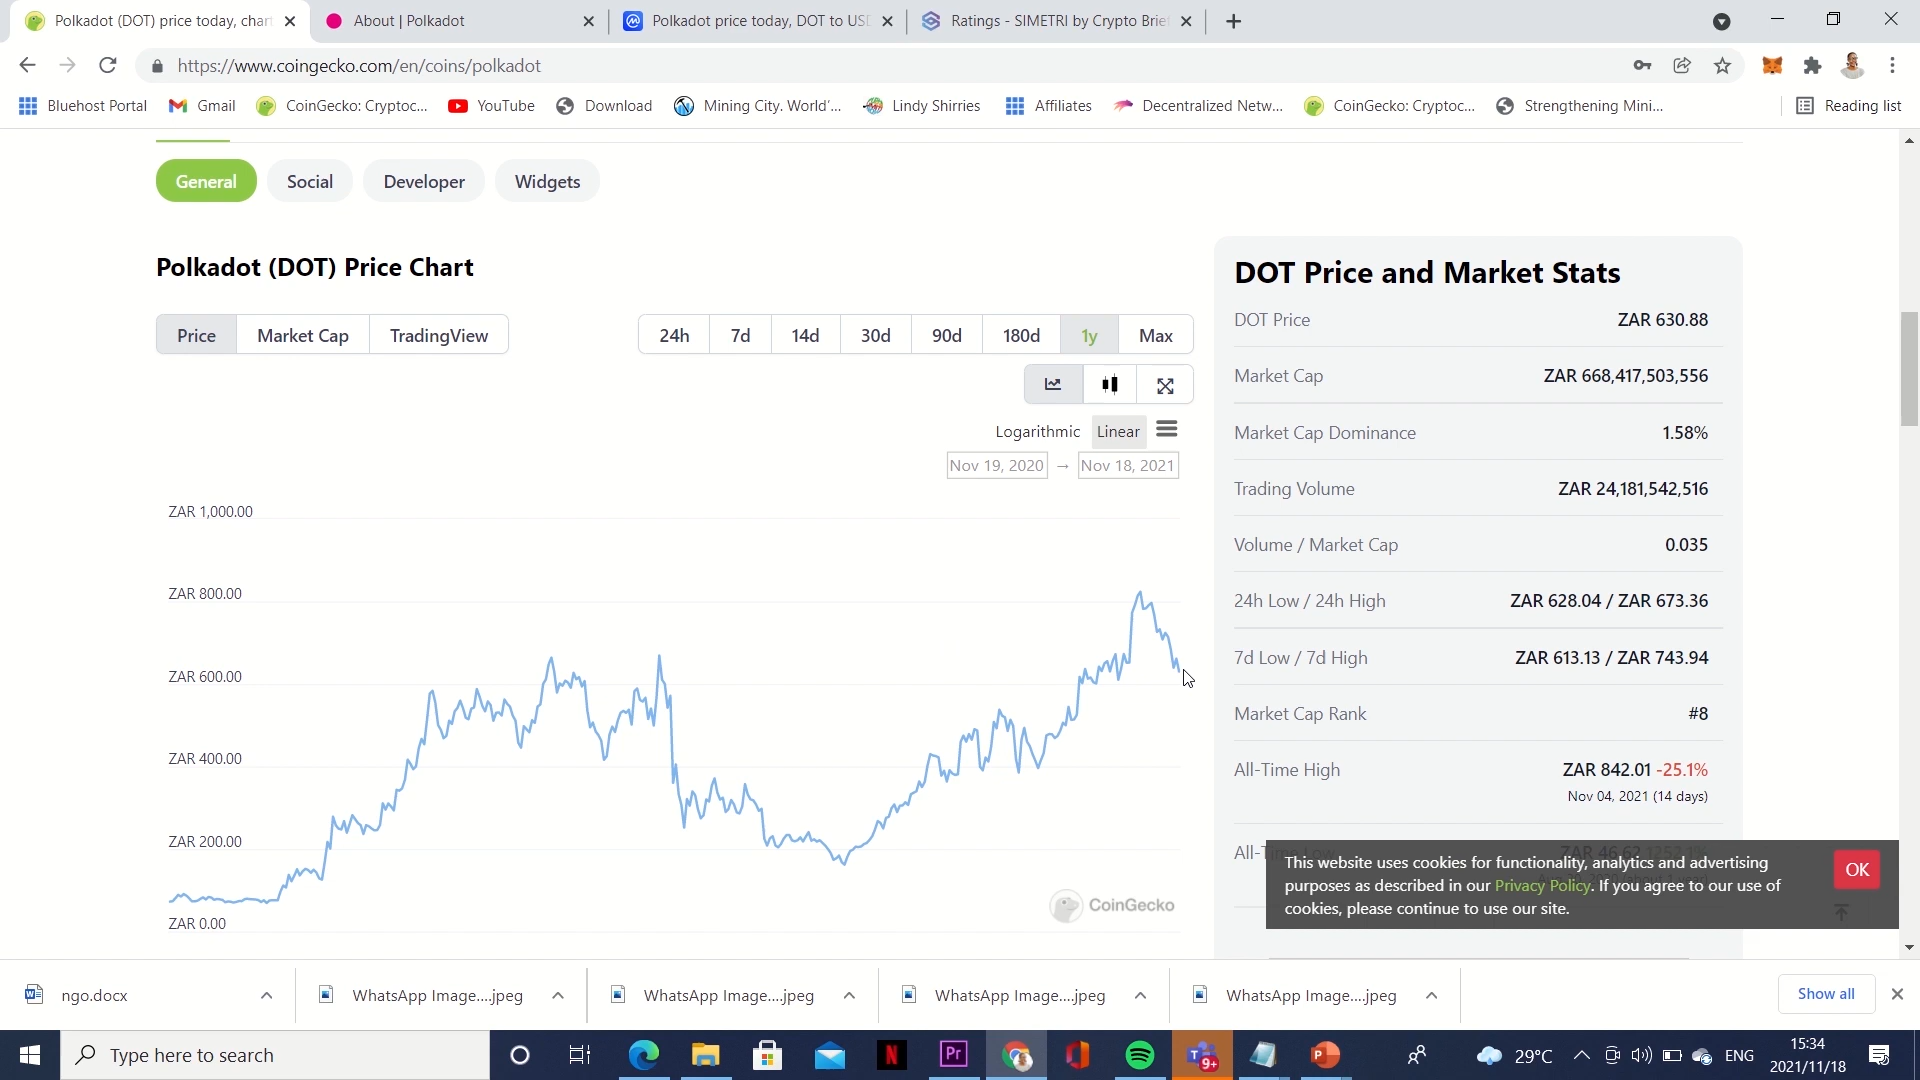 Polkadot (DOT) price today, char
About | Polkadot
Polkadot price today, DOT to USD
Ratings - SIMETRI by Crypto Brief
https://www.coingecko.com/en/coins/polkadot
Bluehost Portal
Gmail
CoinGecko: Cryptoc...
YouTube
Download
Mining City. World'...
Lindy Shirries
Affiliates
Decentralized Netw...
CoinGecko: Cryptoc...
Strengthening Mini...
Reading list
General
Social
Developer
Widgets
Polkadot (DOT) Price Chart
Price
Market Cap
TradingView
24h
7d
14d
30d
90d
180d
1y
Max
Logarithmic
Linear
Nov 19, 2020 → Nov 18, 2021
ZAR 1,000.00
ZAR 800.00
ZAR 600.00
ZAR 400.00
ZAR 200.00
ZAR 0.00
CoinGecko
DOT Price and Market Stats
DOT Price ZAR 630.88
Market Cap ZAR 668,417,503,556
Market Cap Dominance 1.58%
Trading Volume ZAR 24,181,542,516
Volume / Market Cap 0.035
24h Low / 24h High ZAR 628.04 / ZAR 673.36
7d Low / 7d High ZAR 613.13 / ZAR 743.94
Market Cap Rank #8
All-Time High ZAR 842.01 -25.1%
Nov 04, 2021 (14 days)
All-Time Low ZAR 46.62
This website uses cookies for functionality, analytics and advertising
purposes as described in our Privacy Policy. If you agree to our use of
cookies, please continue to use our site.
OK
ngo.docx
WhatsApp Image....jpeg
WhatsApp Image....jpeg
WhatsApp Image....jpeg
WhatsApp Image....jpeg
Show all
Type here to search
N
Pr
9+
P
29°C
ENG
15:34
2021/11/18